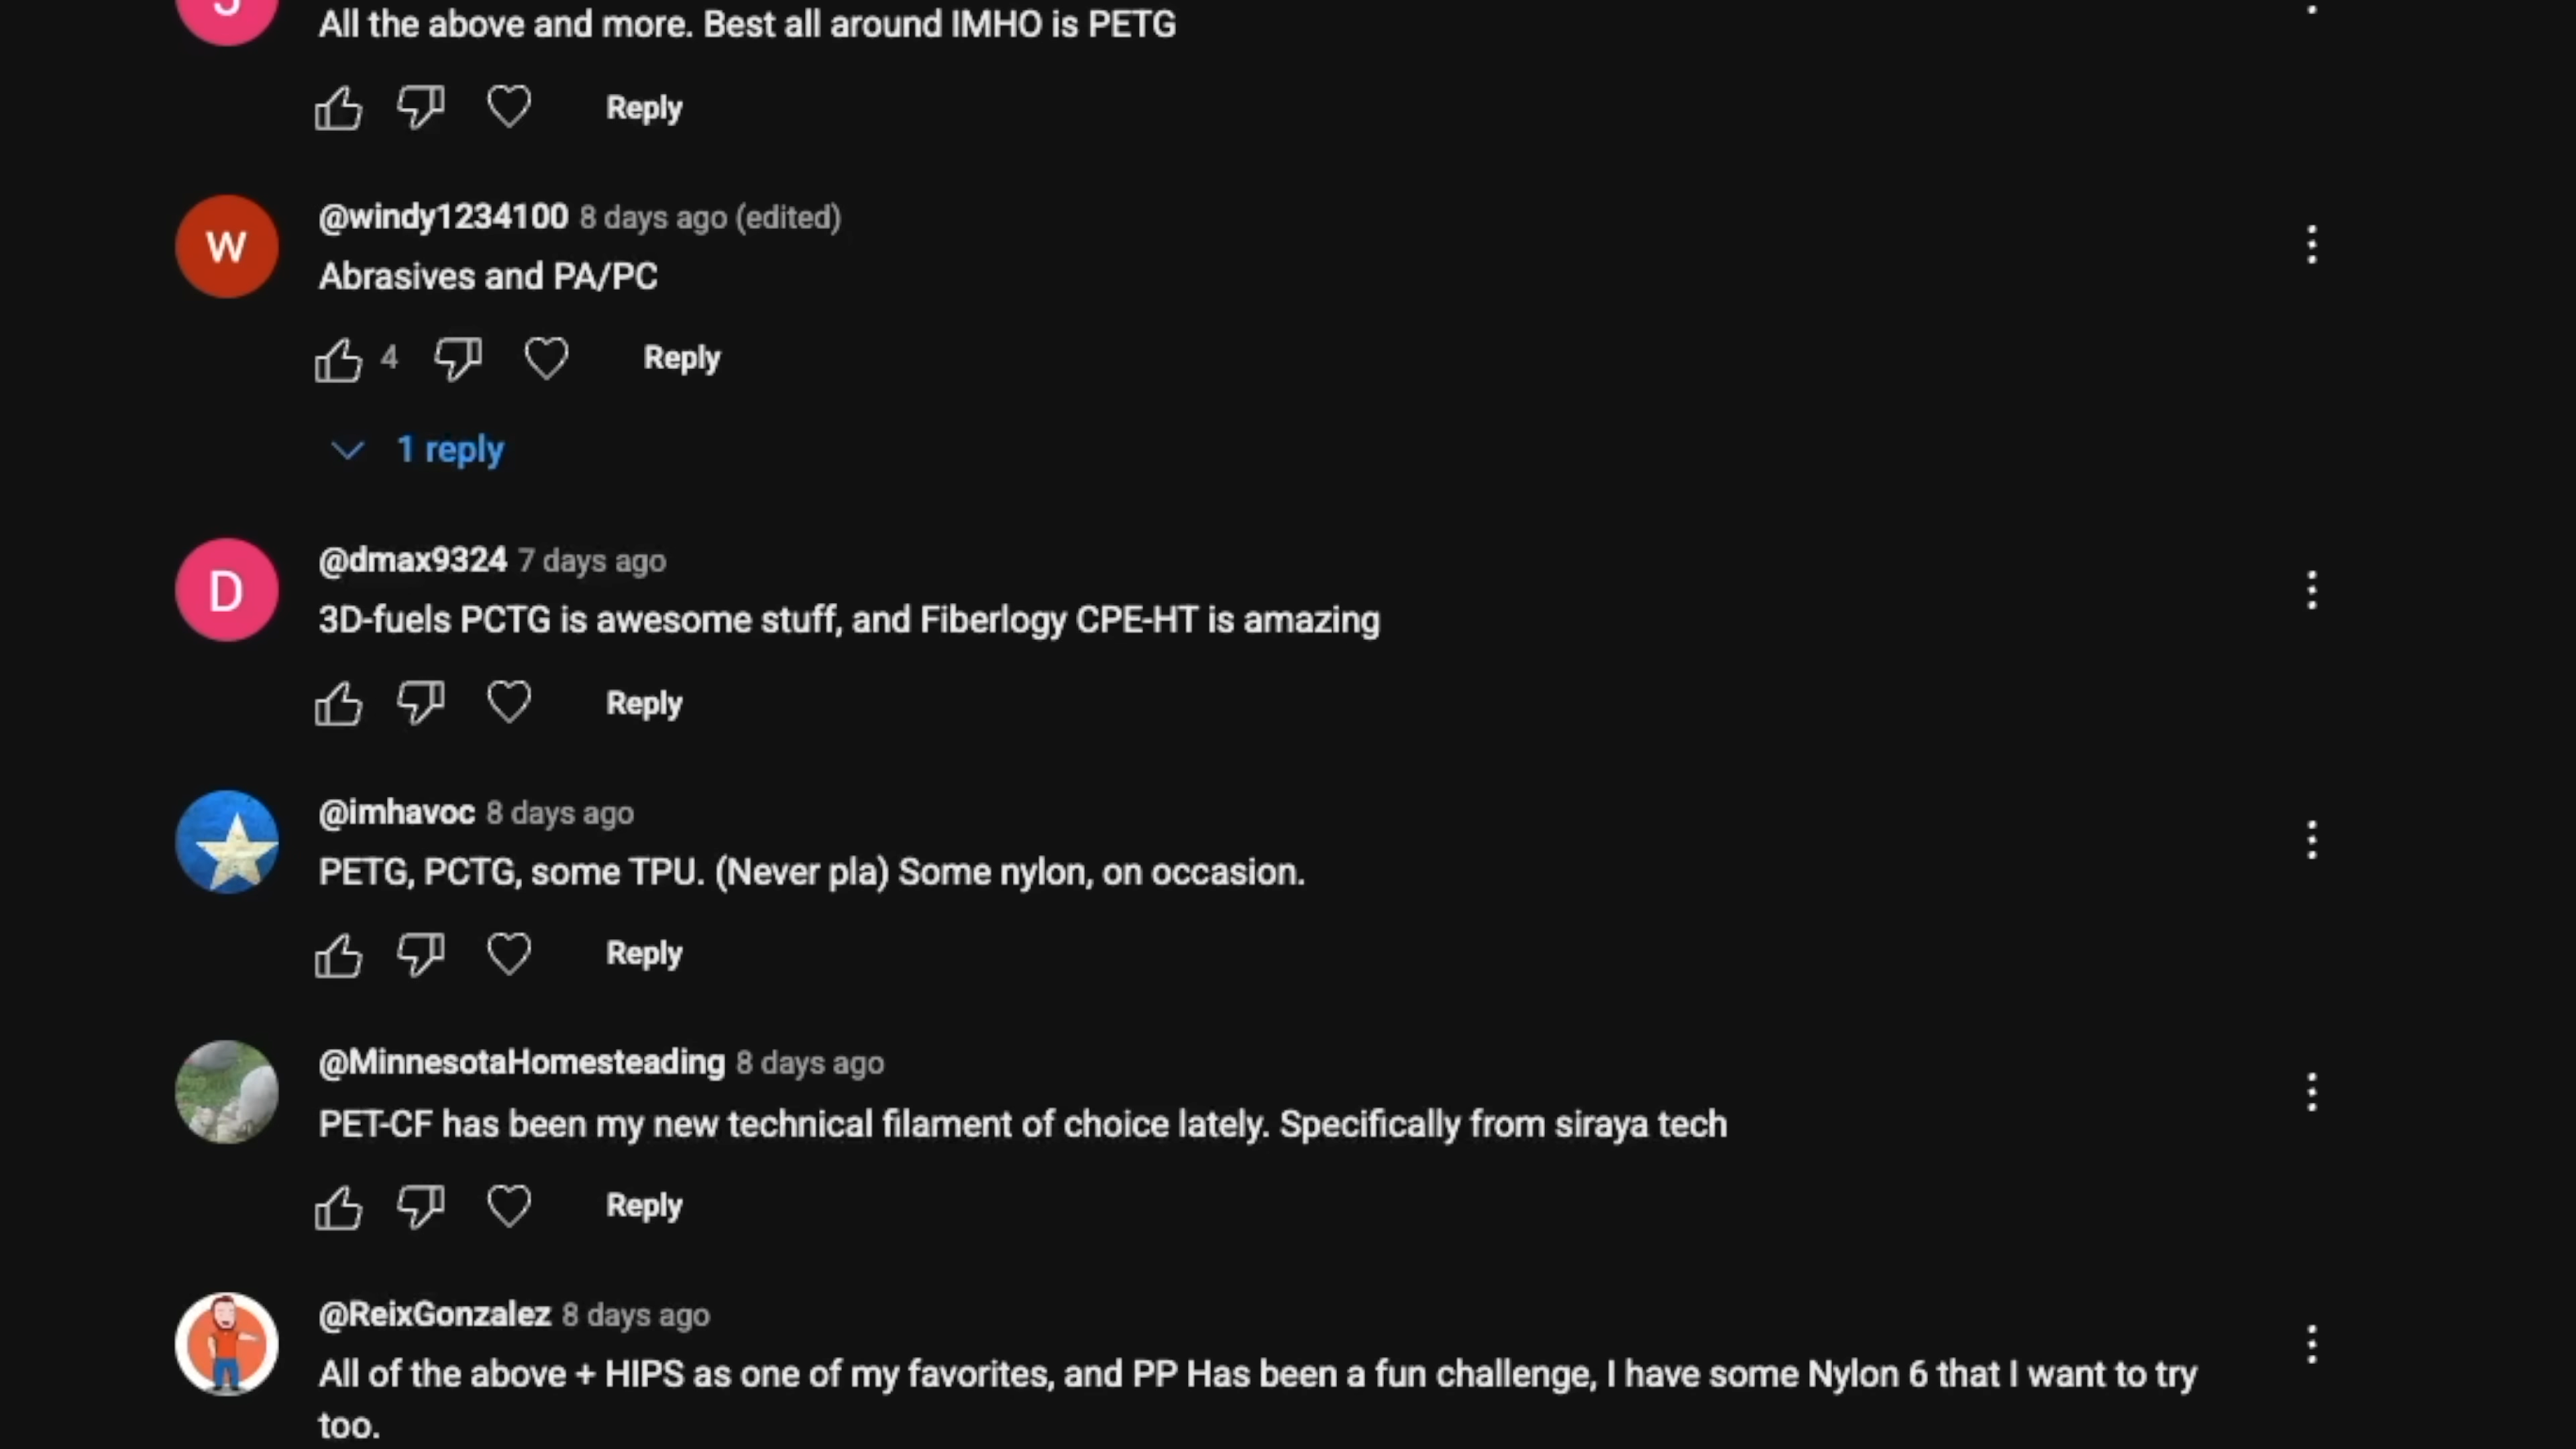 All the above and more. Best all around IMHO is PETG
Reply
W
@windy1234100 8 days ago (edited)
Abrasives and PA/PC
4 Reply
1 reply
D
@dmax9324 7 days ago
3D-fuels PCTG is awesome stuff, and Fiberlogy CPE-HT is amazing
Reply
@imhavoc 8 days ago
PETG, PCTG, some TPU. (Never pla) Some nylon, on occasion.
Reply
@MinnesotaHomesteading 8 days ago
PET-CF has been my new technical filament of choice lately. Specifically from siraya tech
Reply
@ReixGonzalez 8 days ago
All of the above + HIPS as one of my favorites, and PP Has been a fun challenge, I have some Nylon 6 that I want to try
too.